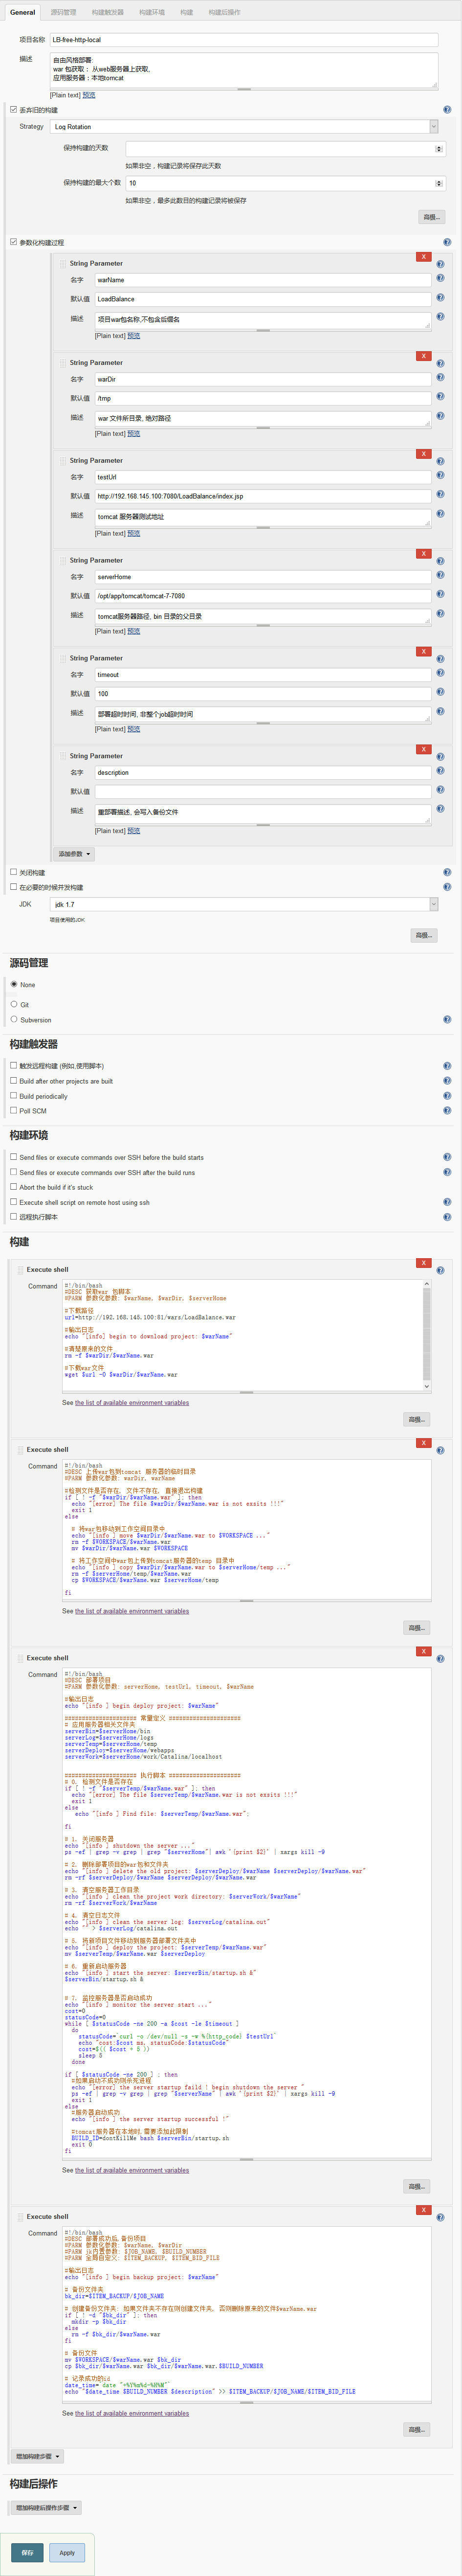 General 源码管理 构建触发器 构建环境 构建 构建后操作
项目名称 LB-free-http-local
描述 自由风格部署:
war 包获取： 从web服务器上获取,
应用服务器：本地tomcat
[Plain text] 预览
丢弃旧的构建
Strategy Log Rotation
保持构建的天数
如果非空，构建记录将保存此天数
保持构建的最大个数 10
如果非空，最多此数目的构建记录将被保存
高级...
参数化构建过程
X
String Parameter
名字 warName
默认值 LoadBalance
描述 项目war包名称,不包含后缀名
[Plain text] 预览
X
String Parameter
名字 warDir
默认值 /tmp
描述 war 文件所目录, 绝对路径
[Plain text] 预览
X
String Parameter
名字 testUrl
默认值 http://192.168.145.100:7080/LoadBalance/index.jsp
描述 tomcat 服务器测试地址
[Plain text] 预览
X
String Parameter
名字 serverHome
默认值 /opt/app/tomcat/tomcat-7-7080
描述 tomcat服务器路径, bin 目录的父目录
[Plain text] 预览
X
String Parameter
名字 timeout
默认值 100
描述 部署超时时间, 非整个job超时时间
[Plain text] 预览
X
String Parameter
名字 description
默认值
描述 重部署描述, 会写入备份文件
[Plain text] 预览
添加参数
关闭构建
在必要的时候并发构建
JDK jdk 1.7
项目使用的JDK
高级...
源码管理
None
Git
Subversion
构建触发器
触发远程构建 (例如,使用脚本)
Build after other projects are built
Build periodically
Poll SCM
构建环境
Send files or execute commands over SSH before the build starts
Send files or execute commands over SSH after the build runs
Abort the build if it's stuck
Execute shell script on remote host using ssh
远程执行脚本
构建
X
Execute shell
Command #!/bin/bash
#DESC 获取war 包脚本
#PARM 参数化参数: $warName, $warDir, $serverHome
#下载路径
url=http://192.168.145.100:81/wars/LoadBalance.war
#输出日志
echo "[info] begin to download project: $warName"
#清楚原来的文件
rm -f $warDir/$warName.war
#下载war文件
wget $url -O $warDir/$warName.war
See the list of available environment variables
高级...
X
Execute shell
Command #!/bin/bash
#DESC 上传war包到tomcat 服务器的临时目录
#PARM 参数化参数: warDir, warName
#检测文件是否存在, 文件不存在, 直接退出构建
if [ ! -f "$warDir/$warName.war" ]; then
echo "[error] The file $warDir/$warName.war is not exsits !!!"
exit 1
else
# 将war包移动到工作空间目录中
echo "[info ] move $warDir/$warName.war to $WORKSPACE ..."
rm -f $WORKSPACE/$warName.war
mv $warDir/$warName.war $WORKSPACE
# 将工作空间中war包上传到tomcat服务器的temp 目录中
echo "[info ] copy $warDir/$warName.war to $serverHome/temp ..."
rm -f $serverHome/temp/$warName.war
cp $WORKSPACE/$warName.war $serverHome/temp
fi
See the list of available environment variables
高级...
X
Execute shell
Command #!/bin/bash
#DESC 部署项目
#PARM 参数化参数: serverHome, testUrl, timeout, $warName
#输出日志
echo "[info ] begin deploy project: $warName"
===================== 常量定义 =====================
# 应用服务器相关文件夹
serverBin=$serverHome/bin
serverLog=$serverHome/logs
serverTemp=$serverHome/temp
serverDeploy=$serverHome/webapps
serverWork=$serverHome/work/Catalina/localhost
===================== 执行脚本 =====================
# 0. 检测文件是否存在
if [ ! -f "$serverTemp/$warName.war" ]; then
echo "[error] The file $serverTemp/$warName.war is not exsits !!!"
exit 1
else
echo "[info ] Find file: $serverTemp/$warName.war";
fi
# 1. 关闭服务器
echo "[info ] shutdown the server ..."
ps -ef | grep -v grep | grep "$serverHome"| awk '{print $2}' | xargs kill -9
# 2. 删除部署项目的war包和文件夹
echo "[info ] delete the old project: $serverDeploy/$warName $serverDeploy/$warName.war"
rm -rf $serverDeploy/$warName $serverDeploy/$warName.war
# 3. 清空服务器工作目录
echo "[info ] clean the project work directory: $serverWork/$warName"
rm -rf $serverWork/$warName
# 4. 清空日志文件
echo "[info ] clean the server log: $serverLog/catalina.out"
echo "" > $serverLog/catalina.out
# 5. 将新项目文件移动到服务器部署文件夹中
echo "[info ] deploy the project: $serverTemp/$warName.war"
mv $serverTemp/$warName.war $serverDeploy
# 6. 重新启动服务器
echo "[info ] start the server: $serverBin/startup.sh &"
$serverBin/startup.sh &
# 7. 监控服务器是否启动成功
echo "[info ] monitor the server start ..."
cost=0
statusCode=0
while [ $statusCode -ne 200 -a $cost -le $timeout ]
do
statusCode=`curl -o /dev/null -s -w %{http_code} $testUrl`
echo "cost:$cost ms, statusCode:$statusCode"
cost=$(( $cost + 5 ))
sleep 5
done
if [ $statusCode -ne 200 ] ; then
#如果启动不成功则杀死进程
echo "[error] the server startup faild ! begin shutdown the server "
ps -ef | grep -v grep | grep "$serverName" | awk '{print $2}' | xargs kill -9
exit 1
else
#服务器启动成功
echo "[info ] the server startup successful !"
#tomcat服务器在本地时,需要添加此限制
BUILD_ID=dontKillMe bash $serverBin/startup.sh
exit 0
fi
See the list of available environment variables
高级...
X
Execute shell
Command #!/bin/bash
#DESC 部署成功后,备份项目
#PARM 参数化参数: $warName, $warDir
#PARM jk内置参数: $JOB_NAME, $BUILD_NUMBER
#PARM 全局自定义: $ITEM_BACKUP, $ITEM_BID_FILE
#输出日志
echo "[info ] begin backup project: $warName"
# 备份文件夹
bk_dir=$ITEM_BACKUP/$JOB_NAME
# 创建备份文件夹: 如果文件夹不存在则创建文件夹, 否则删除原来的文件$warName.war
if [ ! -d "$bk_dir" ]; then
mkdir -p $bk_dir
else
rm -f $bk_dir/$warName.war
fi
# 备份文件
mv $WORKSPACE/$warName.war $bk_dir
cp $bk_dir/$warName.war $bk_dir/$warName.war.$BUILD_NUMBER
# 记录成功的id
date_time=`date "+%Y%m%d-%H%M"`
echo "$date_time $BUILD_NUMBER $description" >> $ITEM_BACKUP/$JOB_NAME/$ITEM_BID_FILE
See the list of available environment variables
高级...
增加构建步骤
构建后操作
增加构建后操作步骤
保存 Apply